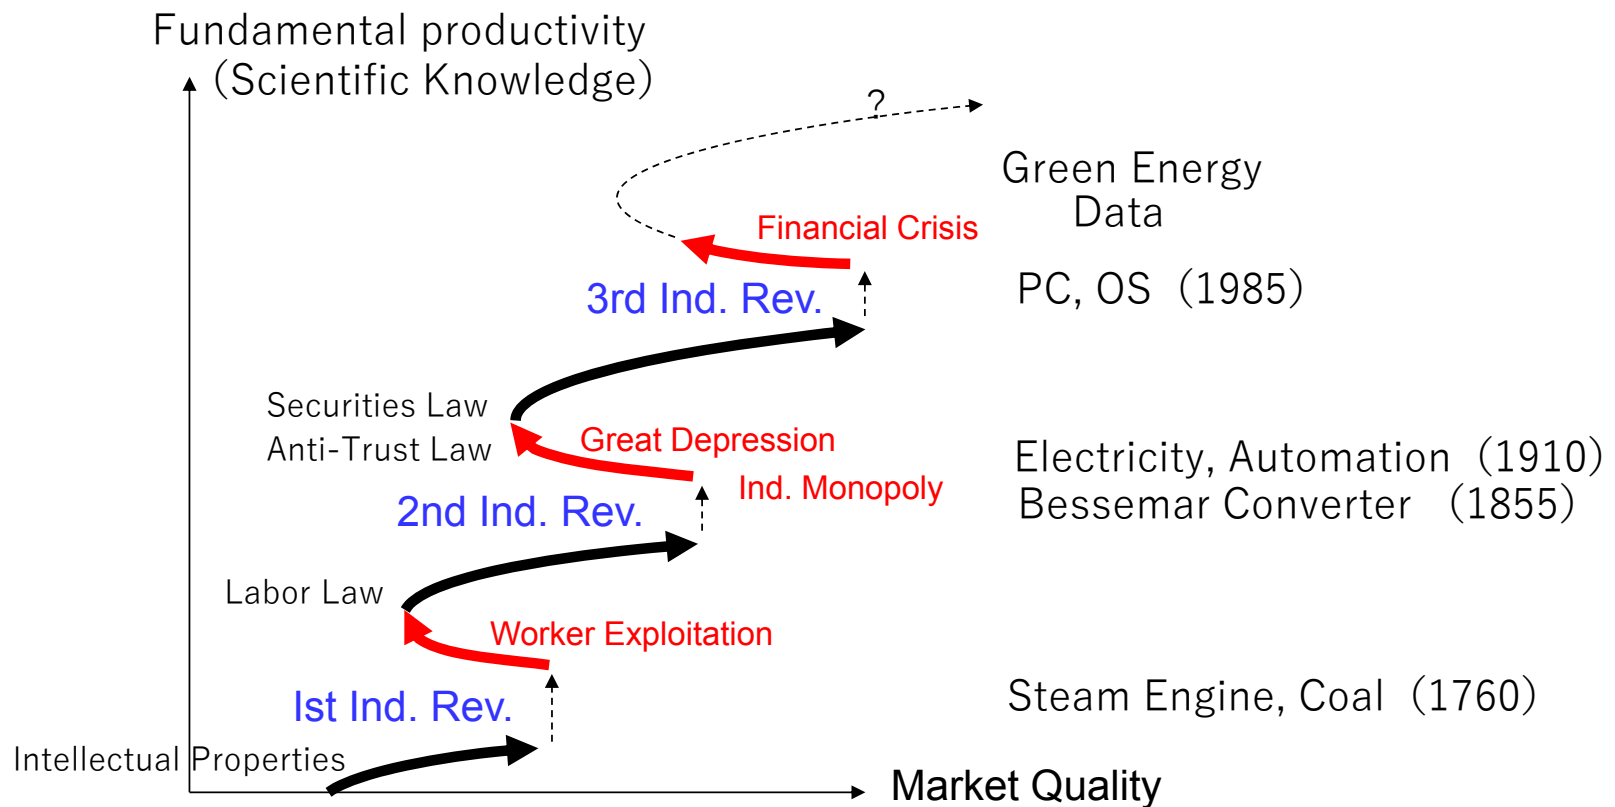 Fundamental productivity
(Scientific Knowledge)
?
Green Energy
Data
Financial Crisis
3rd Ind. Rev.
PC, OS (1985)
Securities Law
Anti-Trust Law
Great Depression
Ind. Monopoly
Electricity, Automation (1910)
Bessemar Converter (1855)
2nd Ind. Rev.
Labor Law
Worker Exploitation
Ist Ind. Rev.
Steam Engine, Coal (1760)
Intellectual Properties
Market Quality